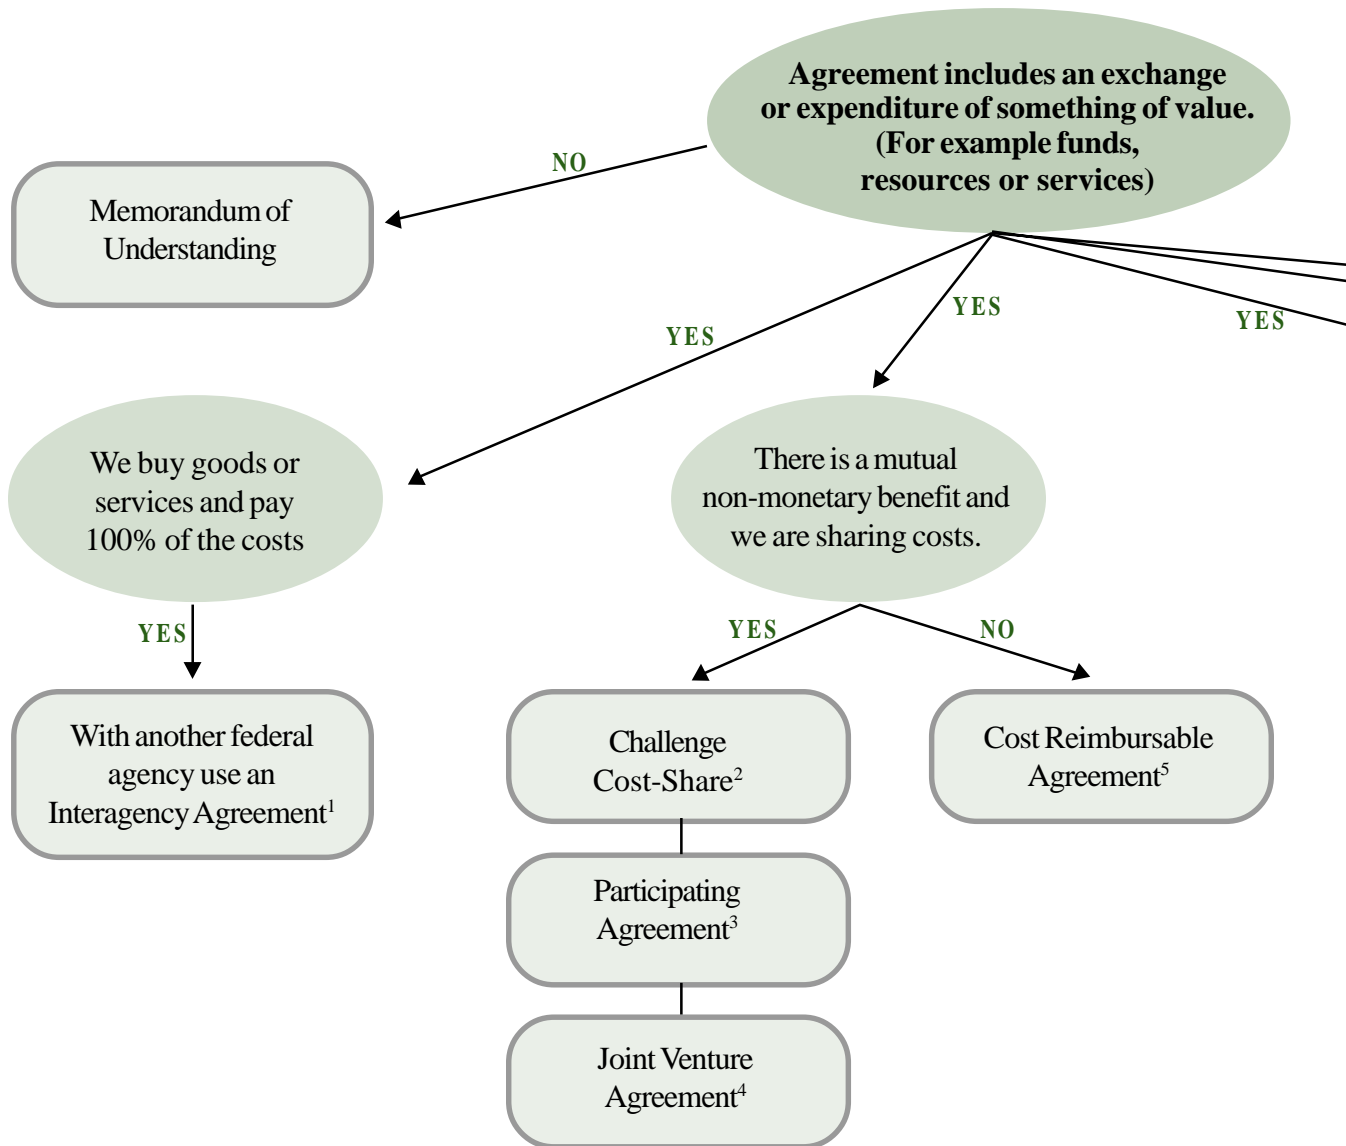 Agreement includes an exchange
or expenditure of something of value.
(For example funds,
resources or services)
NO
Memorandum of
Understanding
YES
YES
YES
We buy goods or
services and pay
100% of the costs
There is a mutual
non-monetary benefit and
we are sharing costs.
YES
YES
NO
With another federal
agency use an
Interagency Agreement¹
Challenge
Cost-Share²
Cost Reimbursable
Agreement⁵
Participating
Agreement³
Joint Venture
Agreement⁴